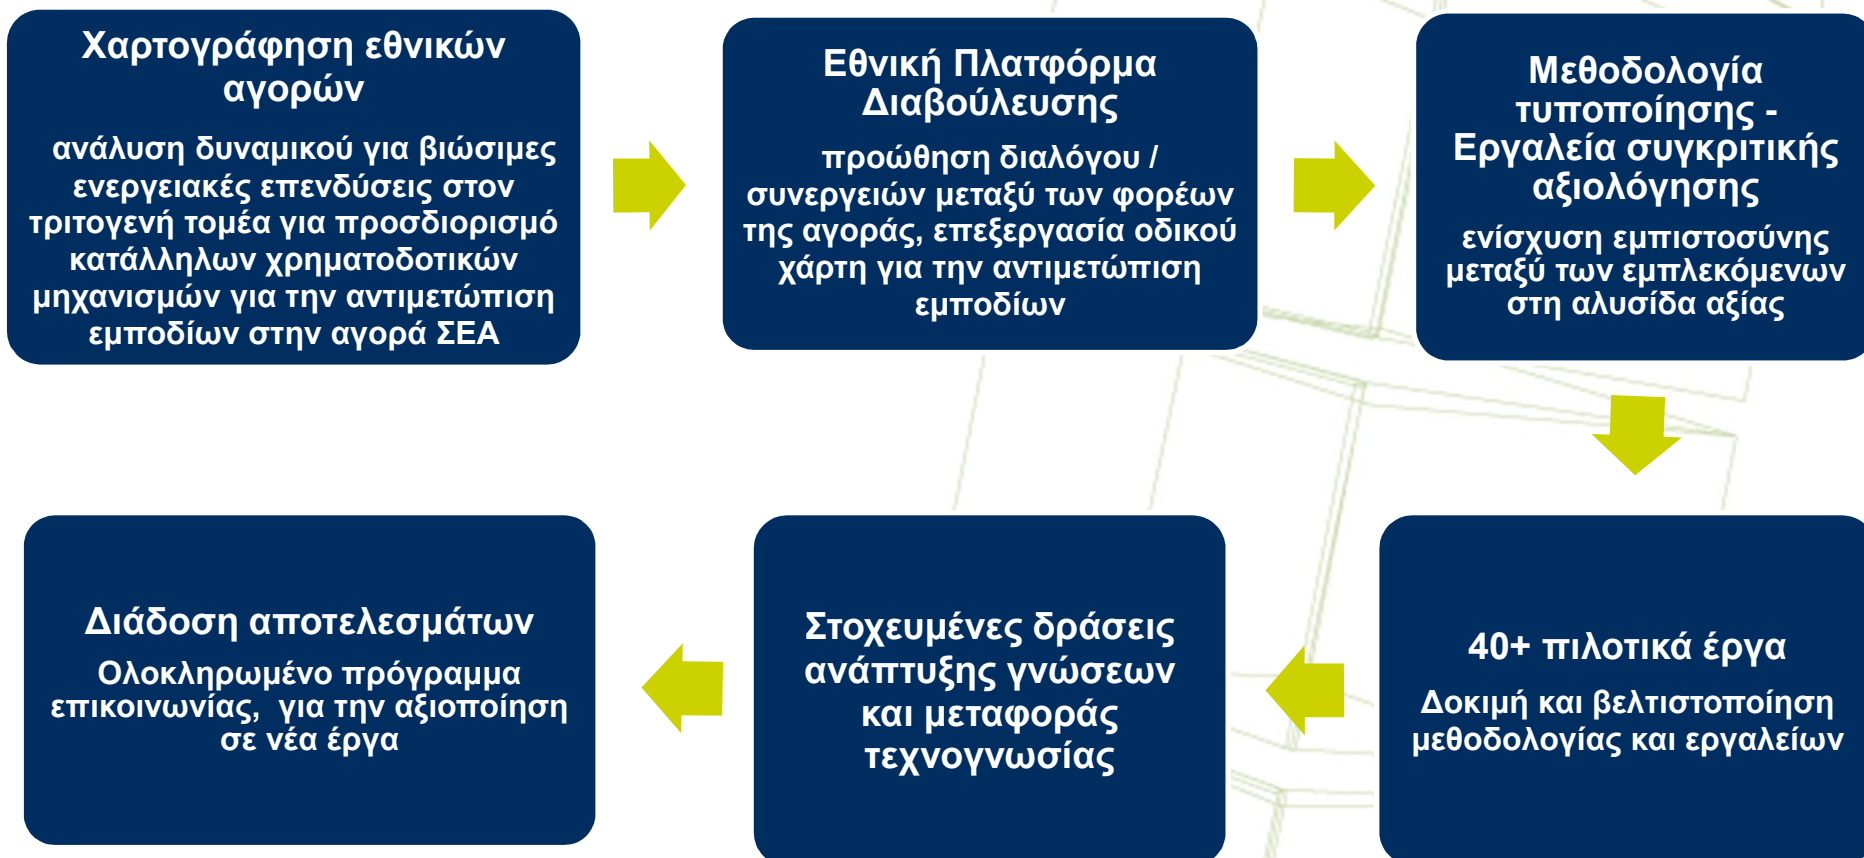 Χαρτογράφηση εθνικών
αγορών
ανάλυση δυναμικού για βιώσιμες
ενεργειακές επενδύσεις στον
τριτογενή τομέα για προσδιορισμό
κατάλληλων χρηματοδοτικών
μηχανισμών για την αντιμετώπιση
εμποδίων στην αγορά ΣΕΑ
Εθνική Πλατφόρμα
Διαβούλευσης
προώθηση διαλόγου /
συνεργειών μεταξύ των φορέων
της αγοράς, επεξεργασία οδικού
χάρτη για την αντιμετώπιση
εμποδίων
Μεθοδολογία
τυποποίησης -
Εργαλεία συγκριτικής
αξιολόγησης
ενίσχυση εμπιστοσύνης
μεταξύ των εμπλεκόμενων
στη αλυσίδα αξίας
40+ πιλοτικά έργα
Δοκιμή και βελτιστοποίηση
μεθοδολογίας και εργαλείων
Στοχευμένες δράσεις
ανάπτυξης γνώσεων
και μεταφοράς
τεχνογνωσίας
Διάδοση αποτελεσμάτων
Ολοκληρωμένο πρόγραμμα
επικοινωνίας,  για την αξιοποίηση
σε νέα έργα